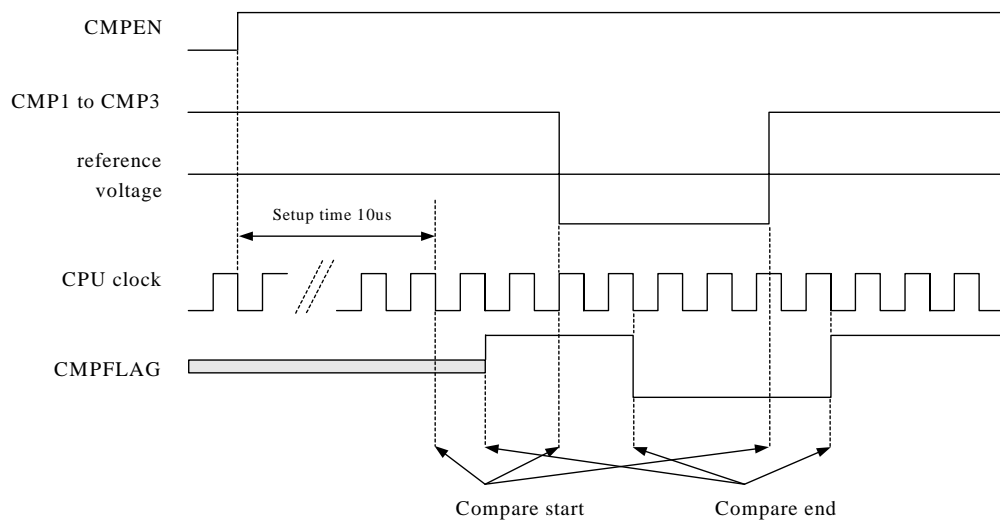 CMPEN
CMP1 to CMP3
reference
voltage
Setup time 10us
CPU clock
CMPFLAG
Compare start
Compare end